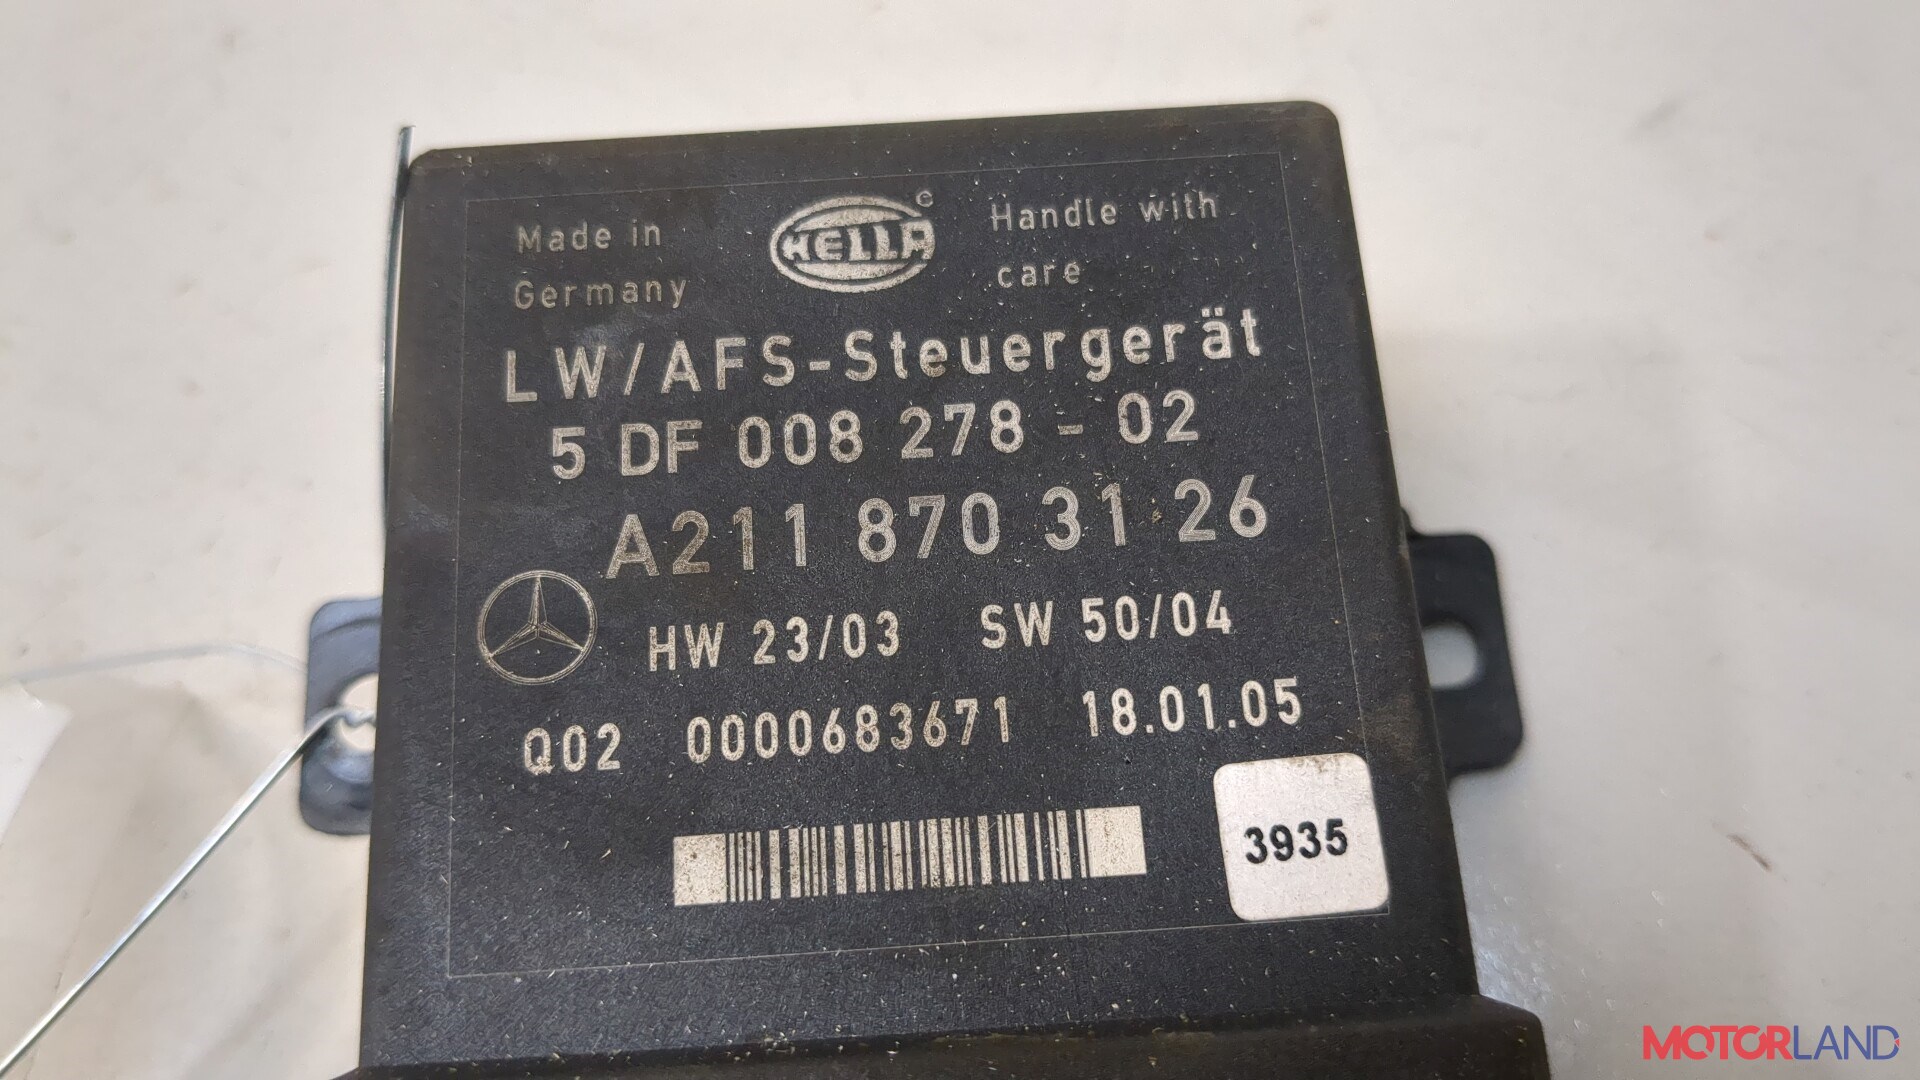 Made in
Germany
HELLA
©
Handle with
care
LW/AFS-Steuergerät
5 DF 008 278 - 02
A211 870 31 26
HW 23/03 SW 50/04
Q02 0000683671 18.01.05
3935
MOTORLAND